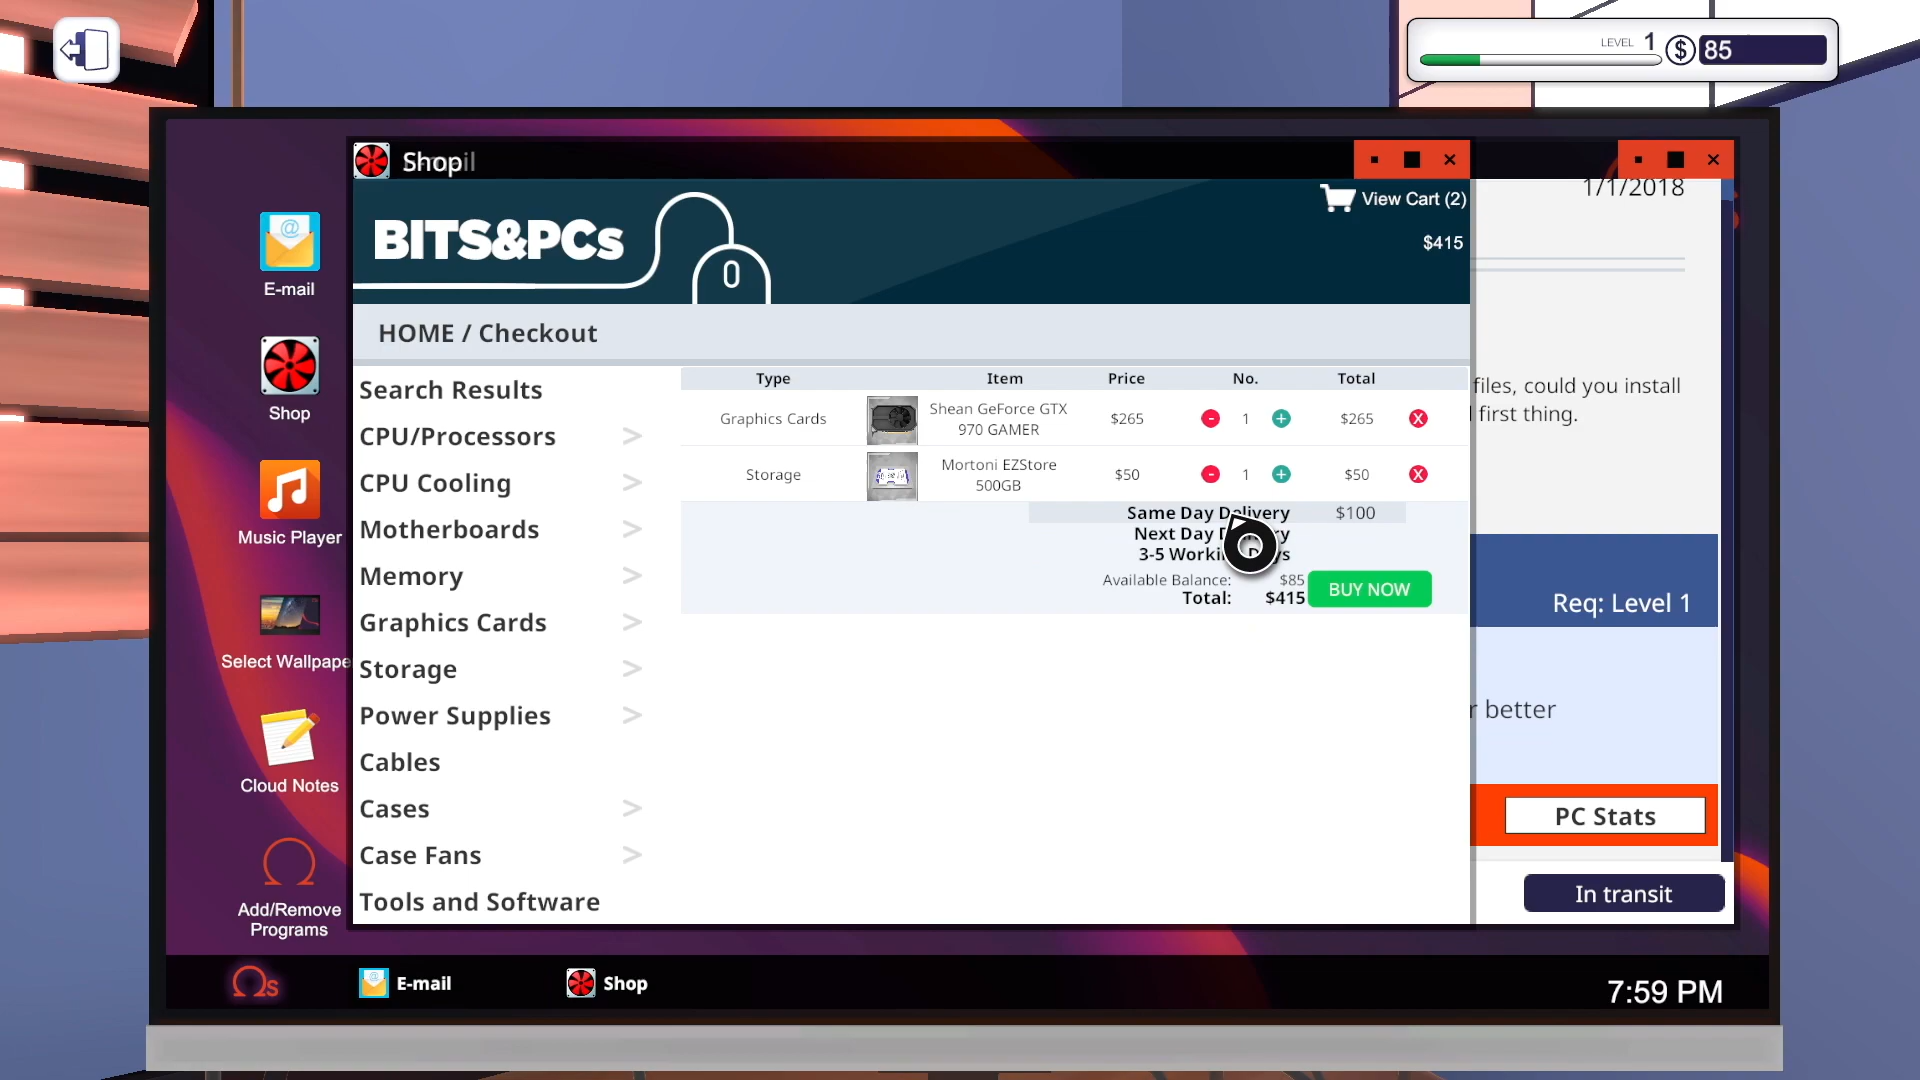 LEVEL 1
$ 85
Shop
BITS&PCs
View Cart (2)
$415
1/1/2018
HOME / Checkout
E-mail
Shop
Music Player
Select Wallpape
Cloud Notes
Add/Remove
Programs
Search Results
CPU/Processors >
CPU Cooling >
Motherboards >
Memory >
Graphics Cards >
Storage >
Power Supplies >
Cables
Cases >
Case Fans >
Tools and Software
Type Item Price No. Total
Graphics Cards Shean GeForce GTX 970 GAMER $265 - 1 + $265 X
Storage Mortoni EZStore 500GB $50 - 1 + $50 X
Same Day Delivery $100
Next Day
3-5
Available Balance: $85
Total: $415
BUY NOW
files, could you install
first thing.
Req: Level 1
better
PC Stats
In transit
Ωs
E-mail
Shop
7:59 PM